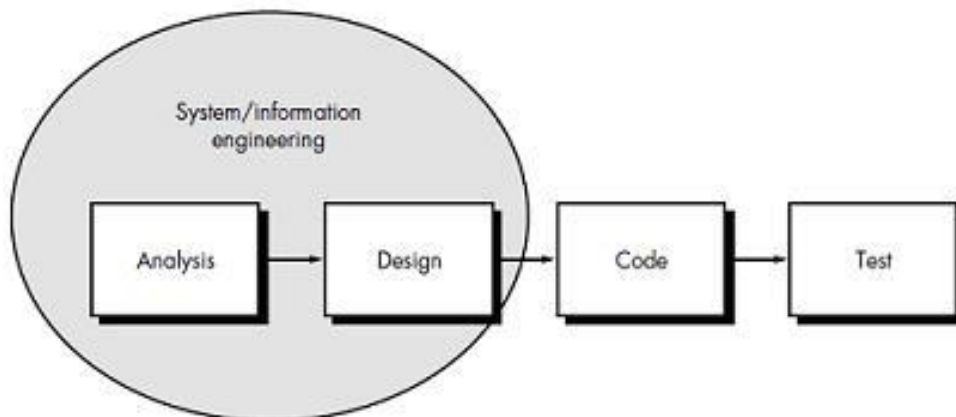 System/information
engineering
Analysis
Design
Code
Test